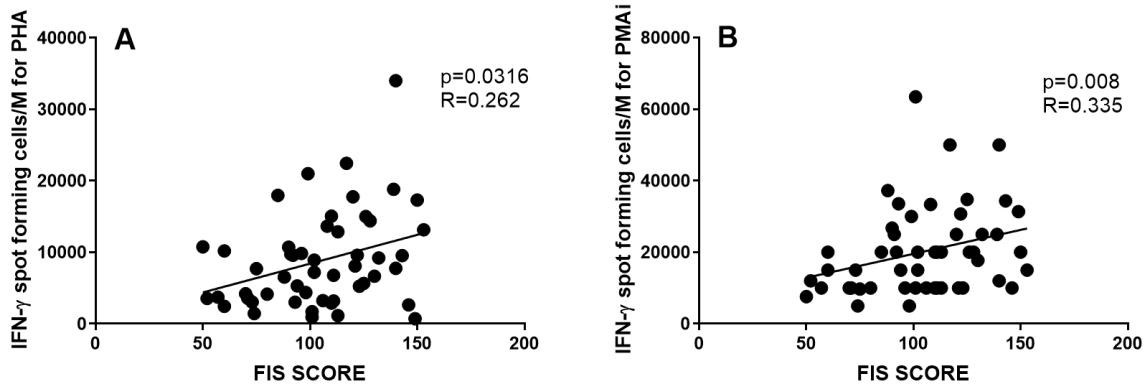 A
IFN-γ spot forming cells/M for PHA
40000
30000
20000
10000
0
p=0.0316
R=0.262
0
50
100
150
200
FIS SCORE
B
IFN-γ spot forming cells/M for PMAi
80000
60000
40000
20000
0
p=0.008
R=0.335
0
50
100
150
200
FIS SCORE